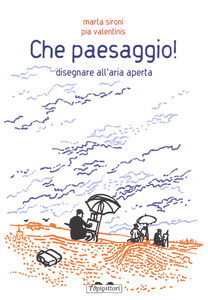 marta sironi
pia valentinis
Che paesaggio!
disegnare all'aria aperta
Topipittori